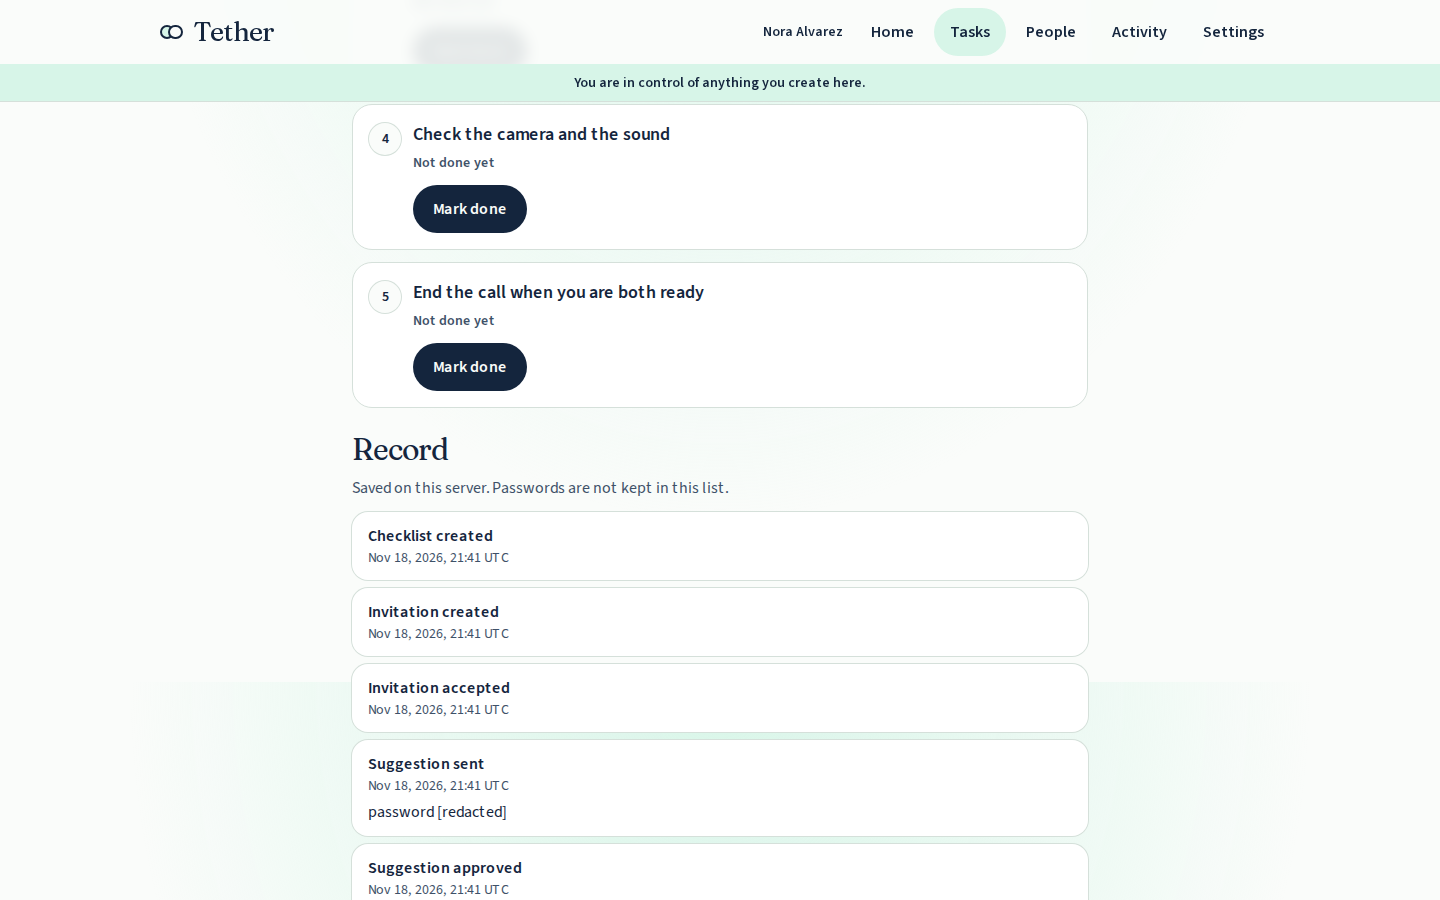 Tether
Nora Alvarez
Home
Tasks
People
Activity
Settings
You are in control of anything you create here.
4
Check the camera and the sound
Not done yet
Mark done
5
End the call when you are both ready
Not done yet
Mark done
Record
Saved on this server. Passwords are not kept in this list.
Checklist created
Nov 18, 2026, 21:41 UTC
Invitation created
Nov 18, 2026, 21:41 UTC
Invitation accepted
Nov 18, 2026, 21:41 UTC
Suggestion sent
Nov 18, 2026, 21:41 UTC
password [redacted]
Suggestion approved
Nov 18, 2026, 21:41 UTC